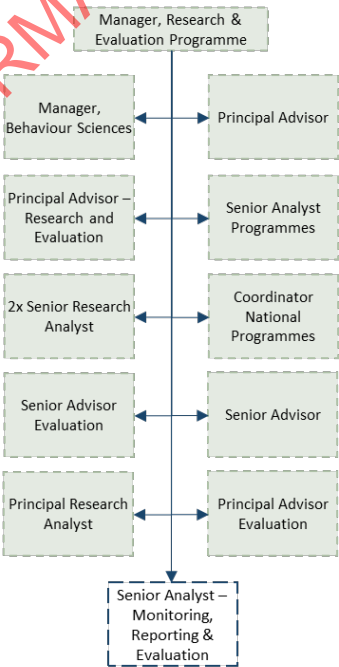 Manager, Research &
Evaluation Programme
Manager,
Behaviour Sciences
Principal Advisor
Principal Advisor –
Research and
Evaluation
Senior Analyst
Programmes
2x Senior Research
Analyst
Coordinator
National
Programmes
Senior Advisor
Evaluation
Senior Advisor
Principal Research
Analyst
Principal Advisor
Evaluation
Senior Analyst –
Monitoring,
Reporting &
Evaluation